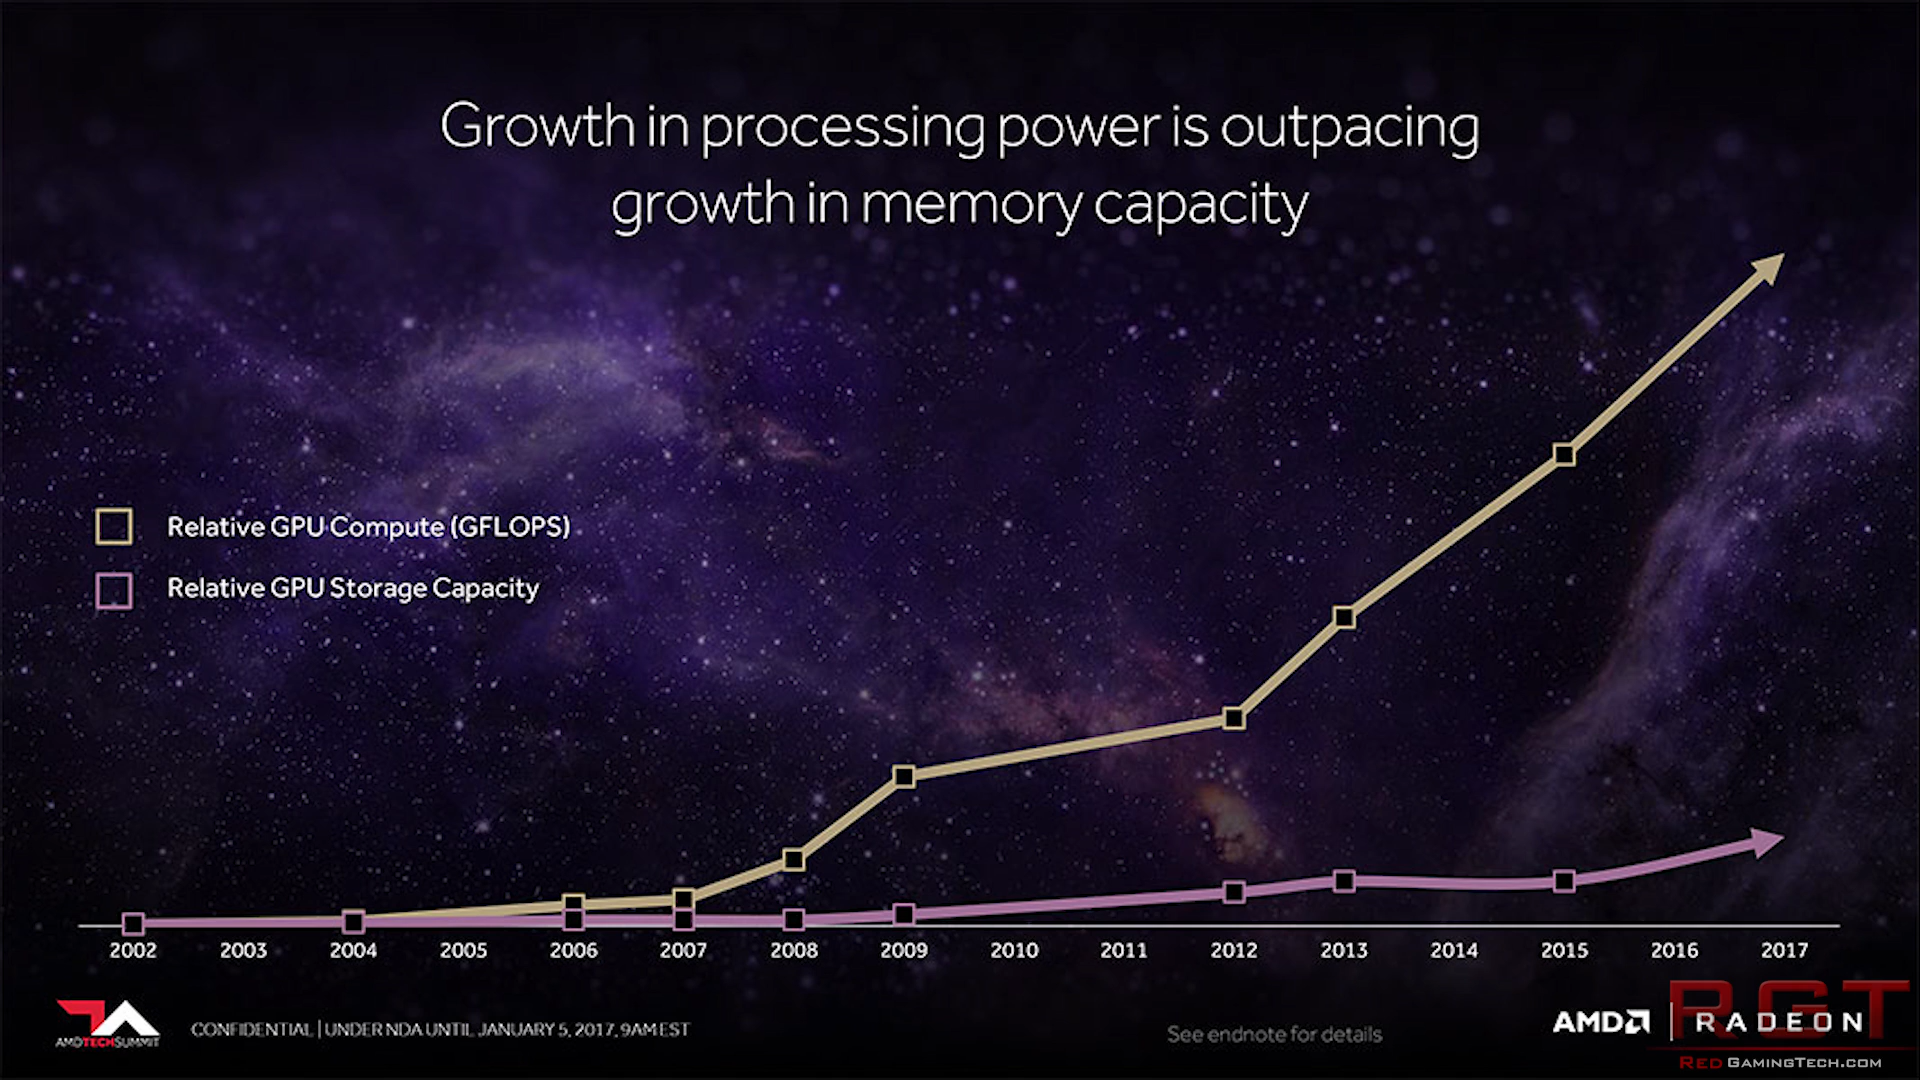 Growth in processing power is outpacing
growth in memory capacity
Relative GPU Compute (GFLOPS)
Relative GPU Storage Capacity
2002 2003 2004 2005 2006 2007 2008 2009 2010 2011 2012 2013 2014 2015 2016 2017
AMDTECHSUMMIT
CONFIDENTIAL | UNDER NDA UNTIL JANUARY 5, 2017, 9AM EST
See endnote for details
AMD | RADEON
RGT
REDGAMINGTECH.COM